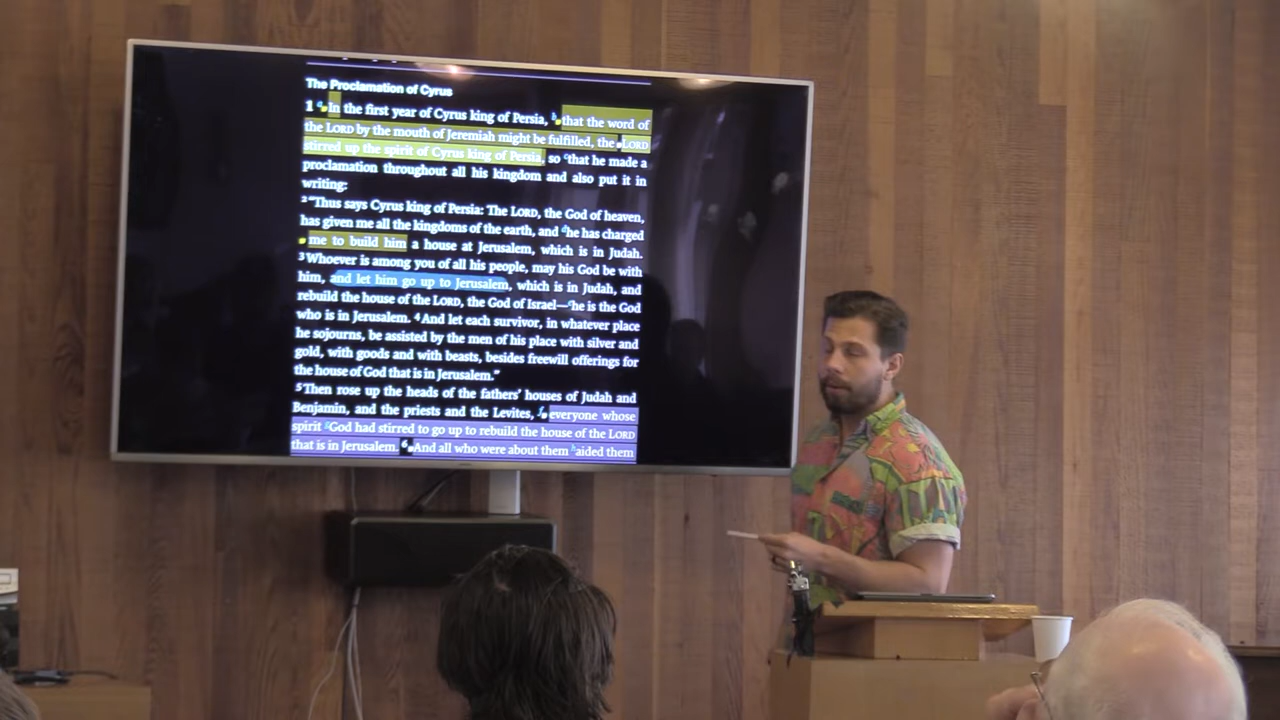 The Proclamation of Cyrus
1 a In the first year of Cyrus king of Persia, b that the word of
the LORD by the mouth of Jeremiah might be fulfilled, the LORD
stirred up the spirit of Cyrus king of Persia, so c that he made a
proclamation throughout all his kingdom and also put it in
writing:
2 “Thus says Cyrus king of Persia: The LORD, the God of heaven,
has given me all the kingdoms of the earth, and d he has charged
me to build him a house at Jerusalem, which is in Judah.
3 Whoever is among you of all his people, may his God be with
him, and let him go up to Jerusalem, which is in Judah, and
rebuild the house of the LORD, the God of Israel—e he is the God
who is in Jerusalem. 4 And let each survivor, in whatever place
he sojourns, be assisted by the men of his place with silver and
gold, with goods and with beasts, besides freewill offerings for
the house of God that is in Jerusalem.”
5 Then rose up the heads of the fathers’ houses of Judah and
Benjamin, and the priests and the Levites, f everyone whose
spirit g God had stirred to go up to rebuild the house of the LORD
that is in Jerusalem. 6 And all who were about them h aided them